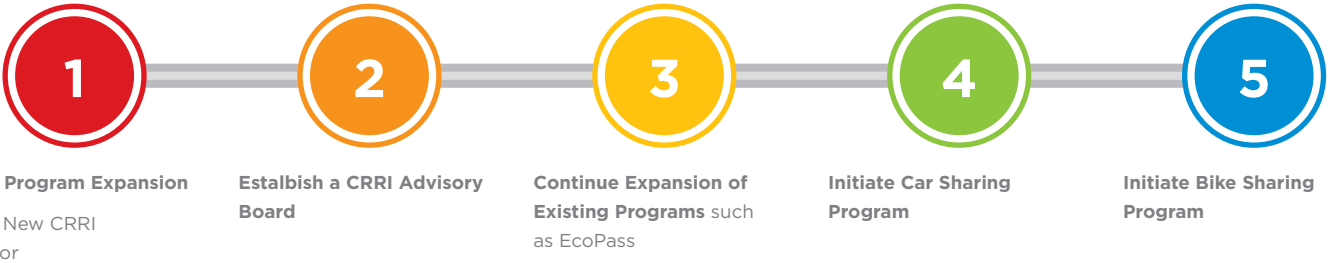 1
2
3
4
5
Program Expansion
New CRRI
or
Estalbish a CRRI Advisory
Board
Continue Expansion of
Existing Programs such
as EcoPass
Initiate Car Sharing
Program
Initiate Bike Sharing
Program